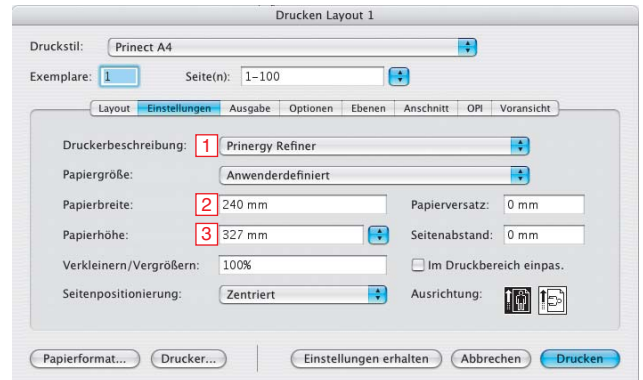 Drucken Layout 1
Druckstil: Prinect A4
Exemplare: 1 Seite(n): 1–100
Layout Einstellungen Ausgabe Optionen Ebenen Anschnitt OPI Voransicht
Druckerbeschreibung: 1 Prinergy Refiner
Papiergröße: Anwenderdefiniert
Papierbreite: 2 240 mm Papierversatz: 0 mm
Papierhöhe: 3 327 mm Seitenabstand: 0 mm
Verkleinern/Vergrößern: 100% Im Druckbereich einpas.
Seitenpositionierung: Zentriert Ausrichtung:
Papierformat... Drucker... Einstellungen erhalten Abbrechen Drucken